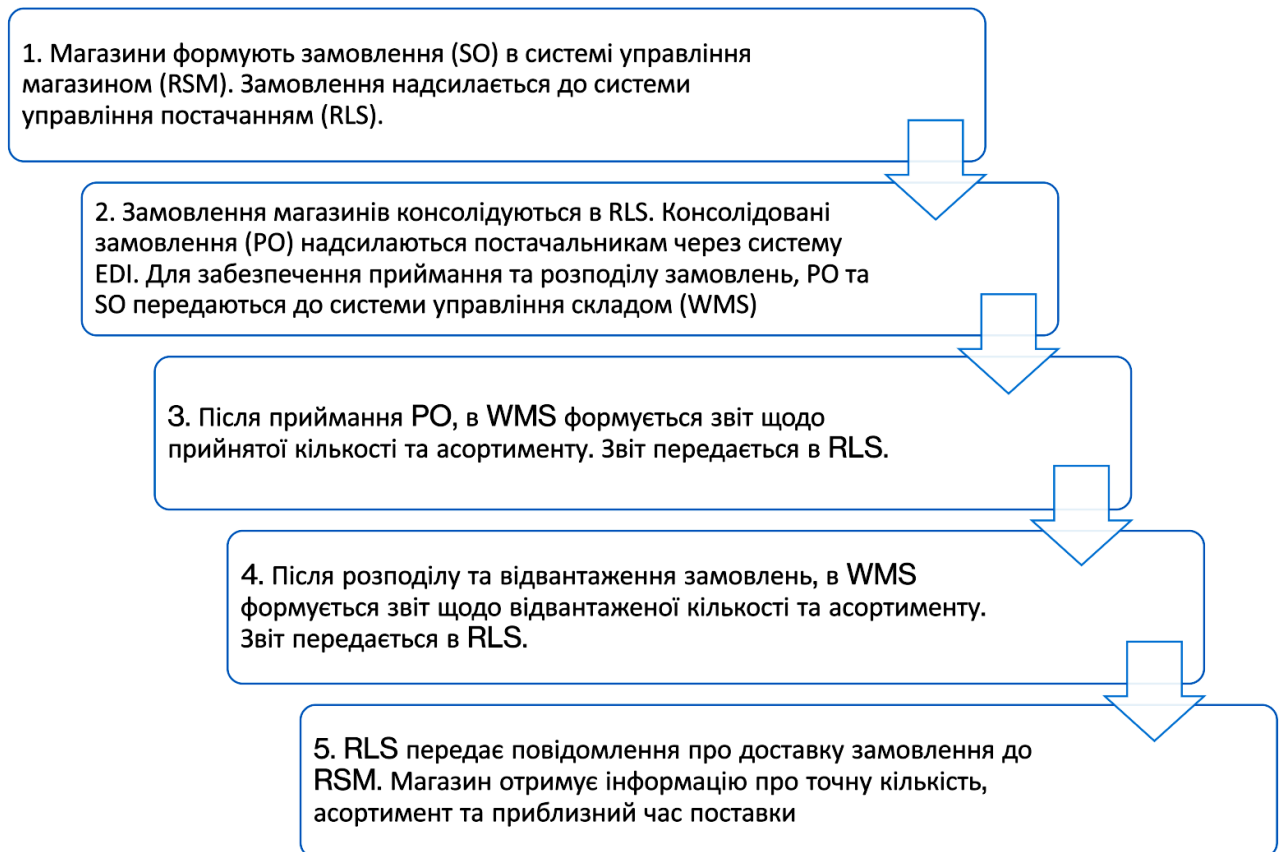 1. Магазини формують замовлення (SO) в системі управління
магазином (RSM). Замовлення надсилається до системи
управління постачанням (RLS).
2. Замовлення магазинів консолідуються в RLS. Консолідовані
замовлення (PO) надсилаються постачальникам через систему
EDI. Для забезпечення приймання та розподілу замовлень, PO та
SO передаються до системи управління складом (WMS)
3. Після приймання PO, в WMS формується звіт щодо
прийнятої кількості та асортименту. Звіт передається в RLS.
4. Після розподілу та відвантаження замовлень, в WMS
формується звіт щодо відвантаженої кількості та асортименту.
Звіт передається в RLS.
5. RLS передає повідомлення про доставку замовлення до
RSM. Магазин отримує інформацію про точну кількість,
асортимент та приблизний час поставки